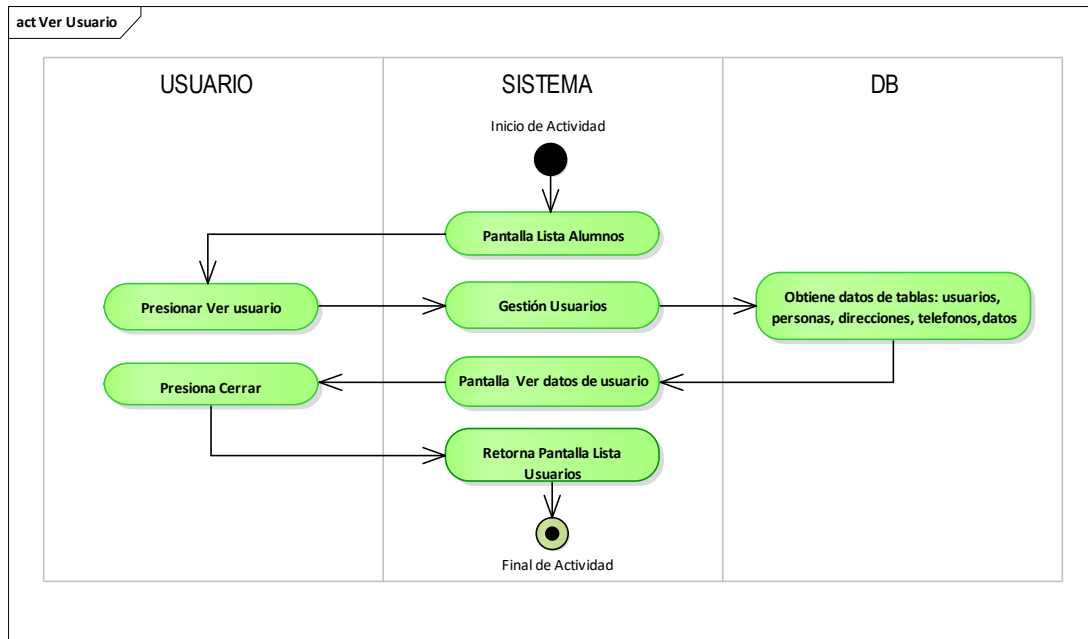 act Ver Usuario
USUARIO
SISTEMA
DB
Inicio de Actividad
Pantalla Lista Alumnos
Presionar Ver usuario
Gestión Usuarios
Obtiene datos de tablas: usuarios,
personas, direcciones, telefonos,datos
Presiona Cerrar
Pantalla Ver datos de usuario
Retorna Pantalla Lista
Usuarios
Final de Actividad